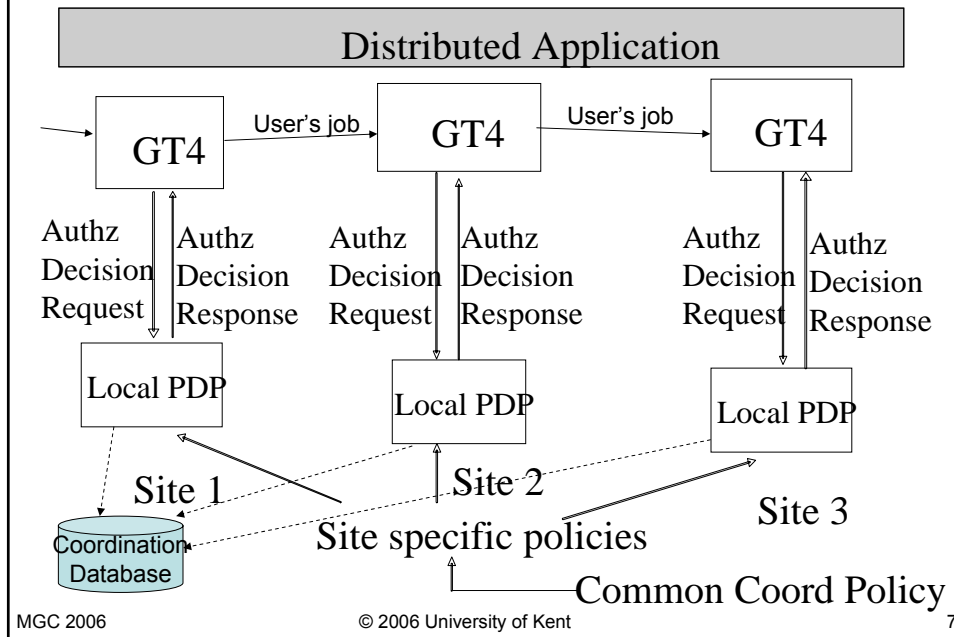 Distributed Application
GT4
User's job
GT4
User's job
GT4
Authz
Decision
Request
Authz
Decision
Response
Authz
Decision
Request
Authz
Decision
Response
Authz
Decision
Request
Authz
Decision
Response
Local PDP
Local PDP
Local PDP
Site 1
Site 2
Site 3
Coordination
Database
Site specific policies
Common Coord Policy
MGC 2006
© 2006 University of Kent
7